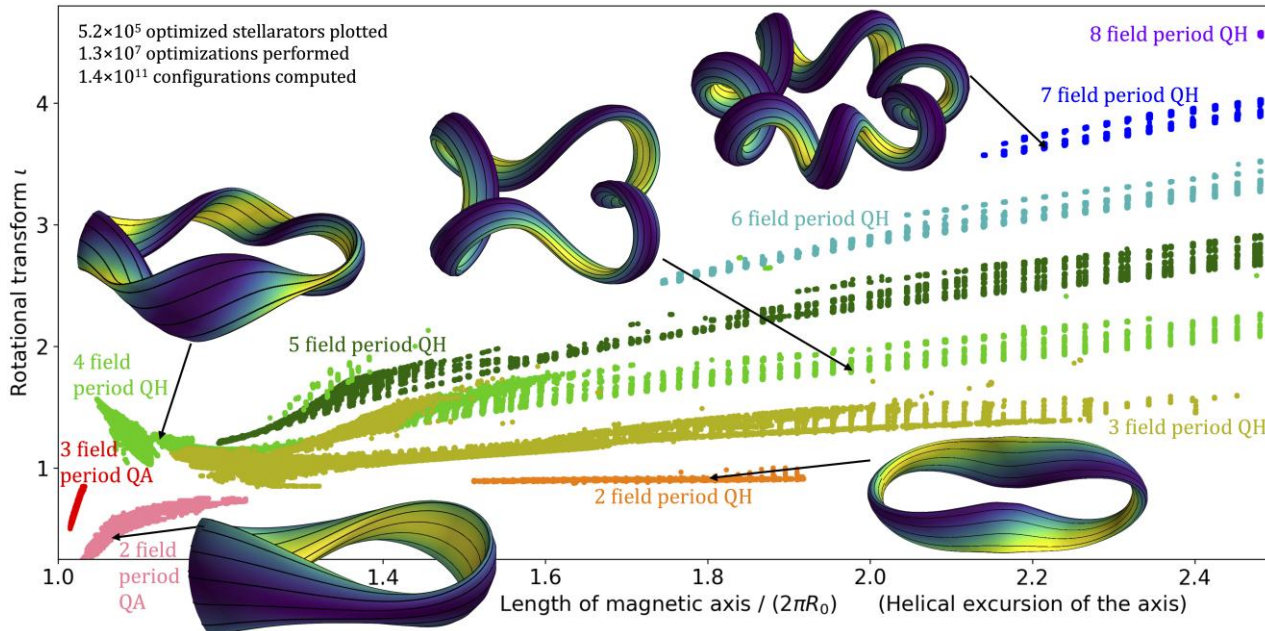 5.2×10⁵ optimized stellarators plotted
1.3×10⁷ optimizations performed
1.4×10¹¹ configurations computed
8 field period QH
7 field period QH
6 field period QH
5 field period QH
4 field
period QH
3 field
period QA
3 field period QH
2 field period QH
2 field
period
QA
Rotational transform ι
4
3
2
1
1.0
1.4
1.6
1.8
2.0
2.2
2.4
Length of magnetic axis / (2πR₀) (Helical excursion of the axis)